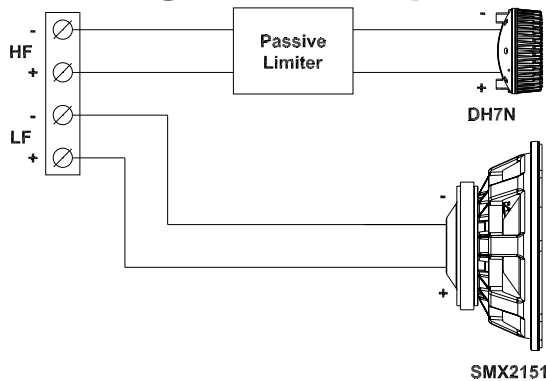 -
HF
+
-
LF
+
Passive
Limiter
-
+
DH7N
-
+
SMX2151